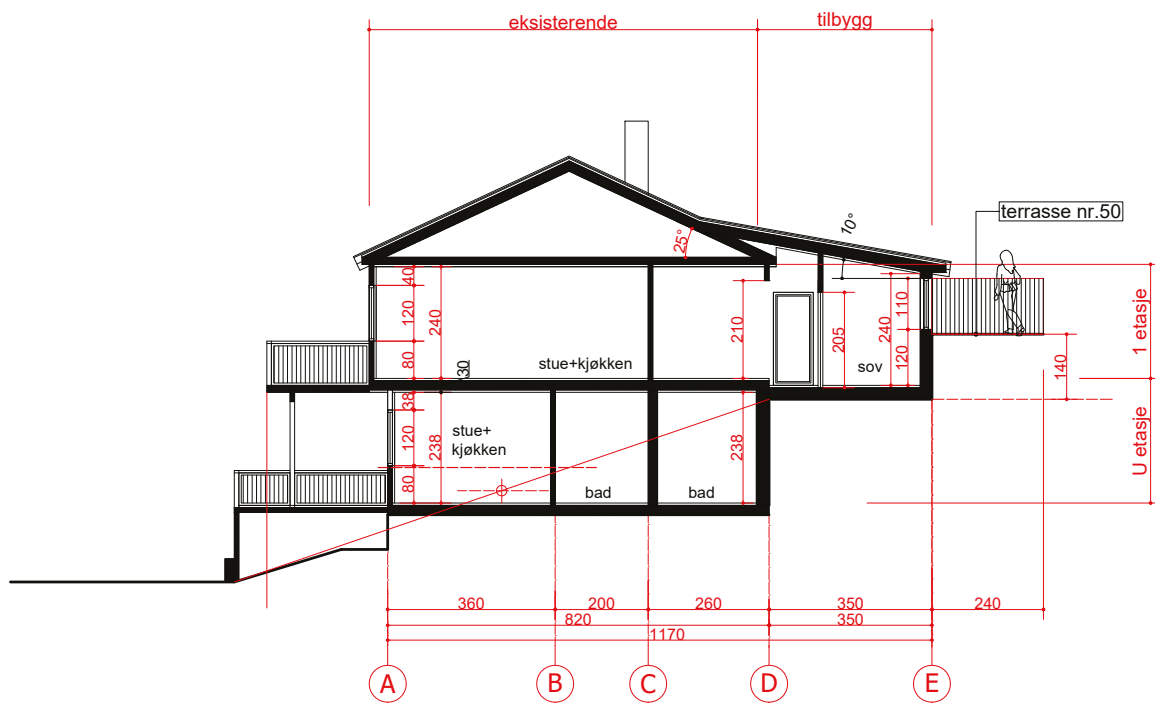 eksisterende
tilbygg
terrasse nr.50
10°
25°
40
120
80
240
30
stue+kjøkken
210
205
240
110
120
sov
140
1 etasje
U etasje
38
120
80
238
stue+
kjøkken
bad
bad
238
360
200
260
350
240
820
350
1170
A
B
C
D
E